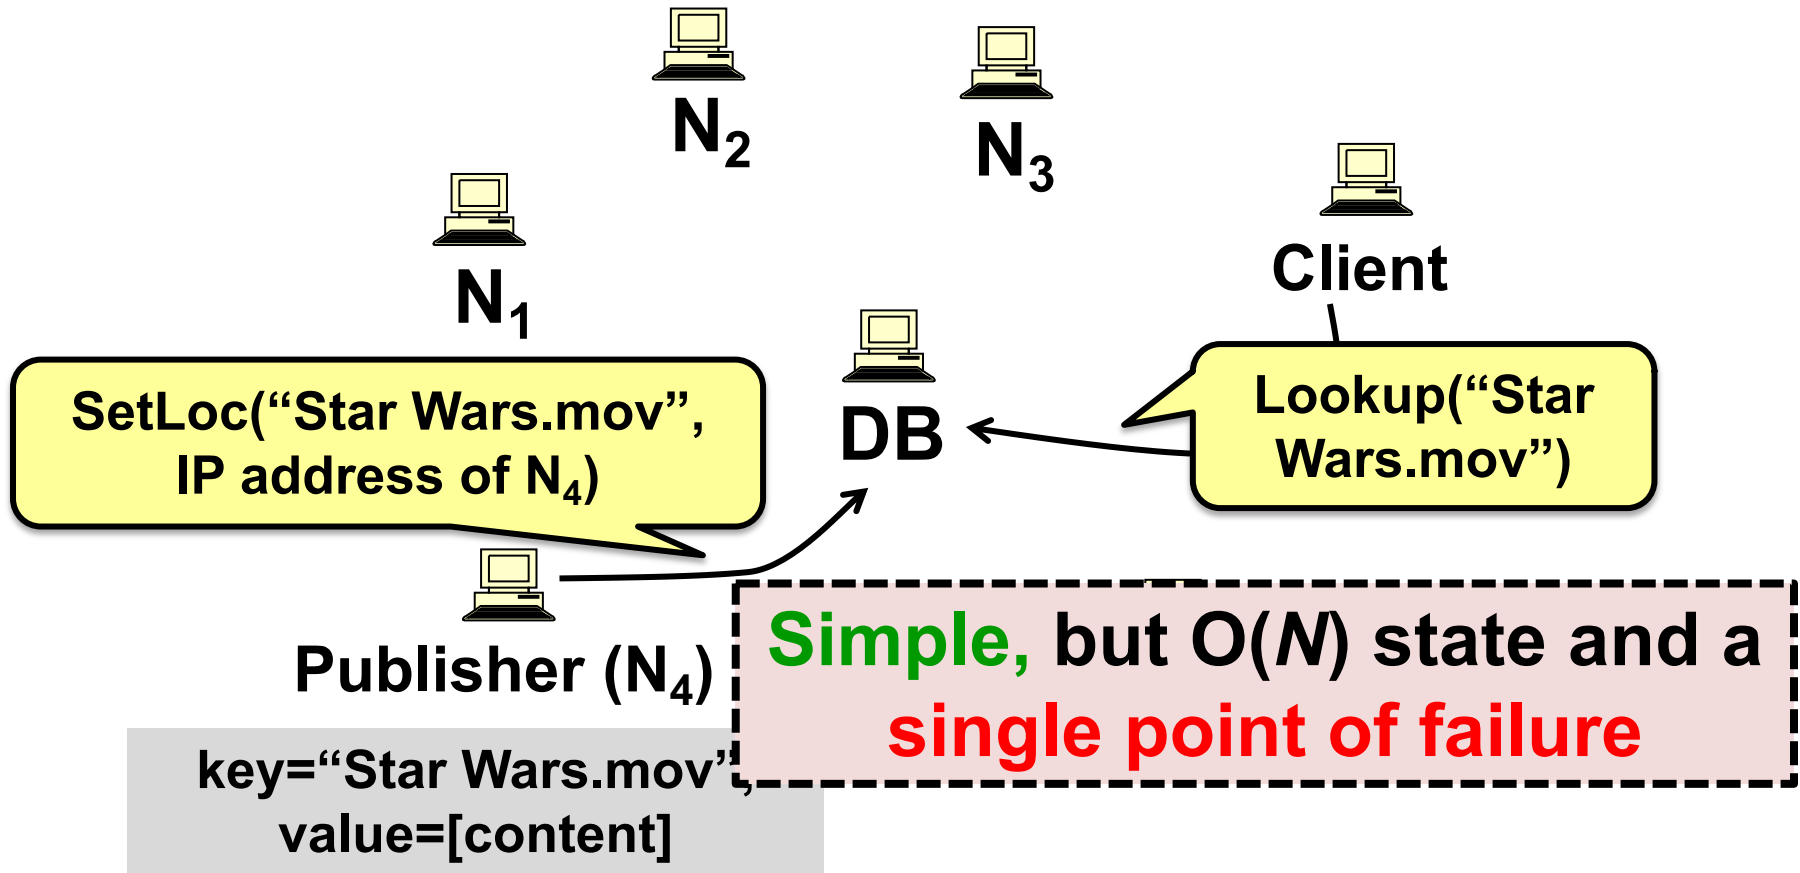 N2
N3
Client
N1
SetLoc(“Star Wars.mov”,
IP address of N4)
DB
Lookup(“Star
Wars.mov”)
Publisher (N4)
Simple, but O(N) state and a
single point of failure
key=“Star Wars.mov”,
value=[content]